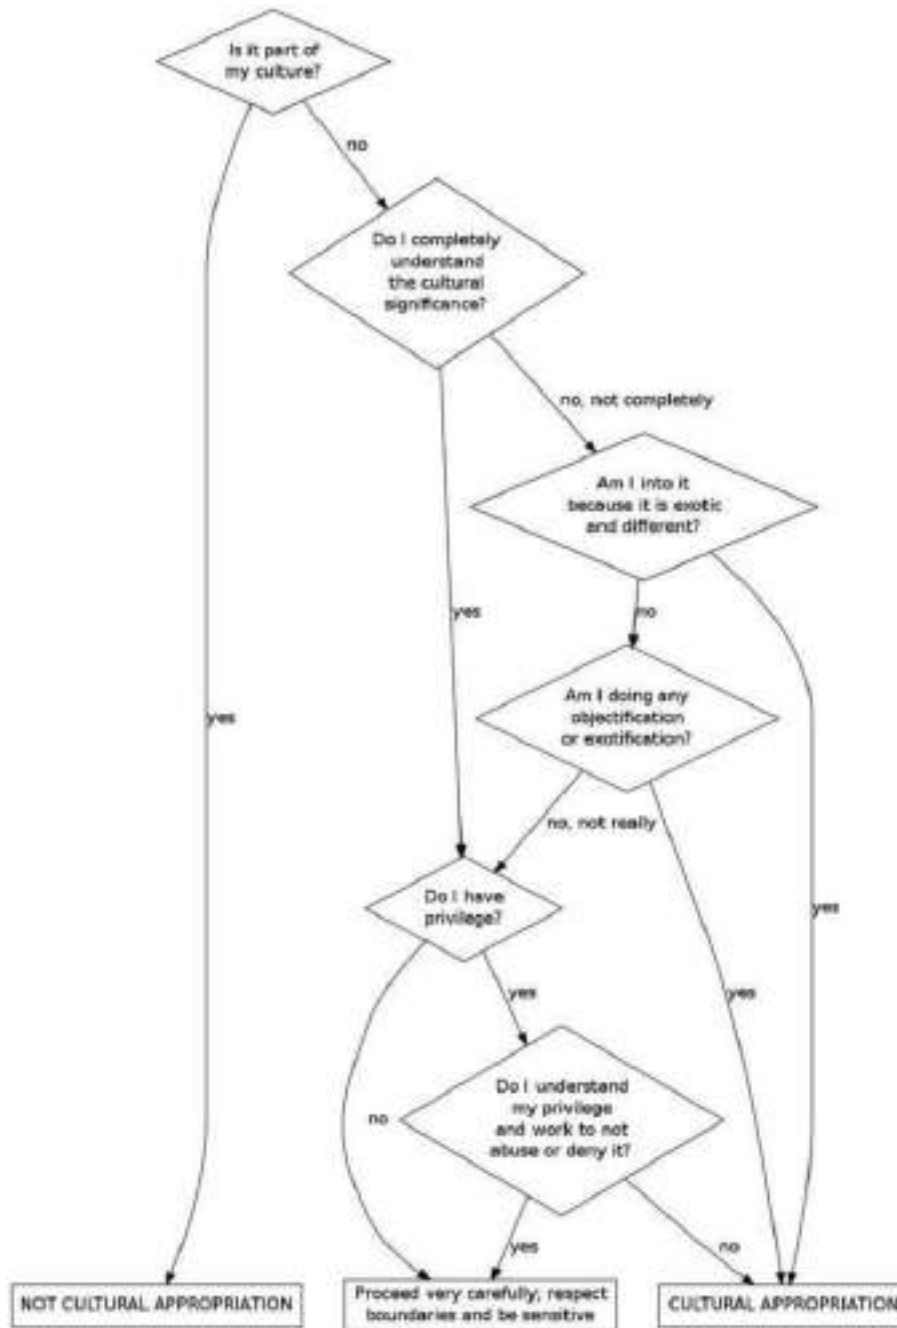 Is it part of
my culture?
no
Do I completely
understand
the cultural
significance?
no, not completely
Am I into it
because it is exotic
and different?
yes
no
Am I doing any
objectification
or exotification?
yes
no, not really
Do I have
privilege?
yes
yes
yes
Do I understand
my privilege
and work to not
abuse or deny it?
no
yes
no
NOT CULTURAL APPROPRIATION
Proceed very carefully; respect
boundaries and be sensitive
CULTURAL APPROPRIATION